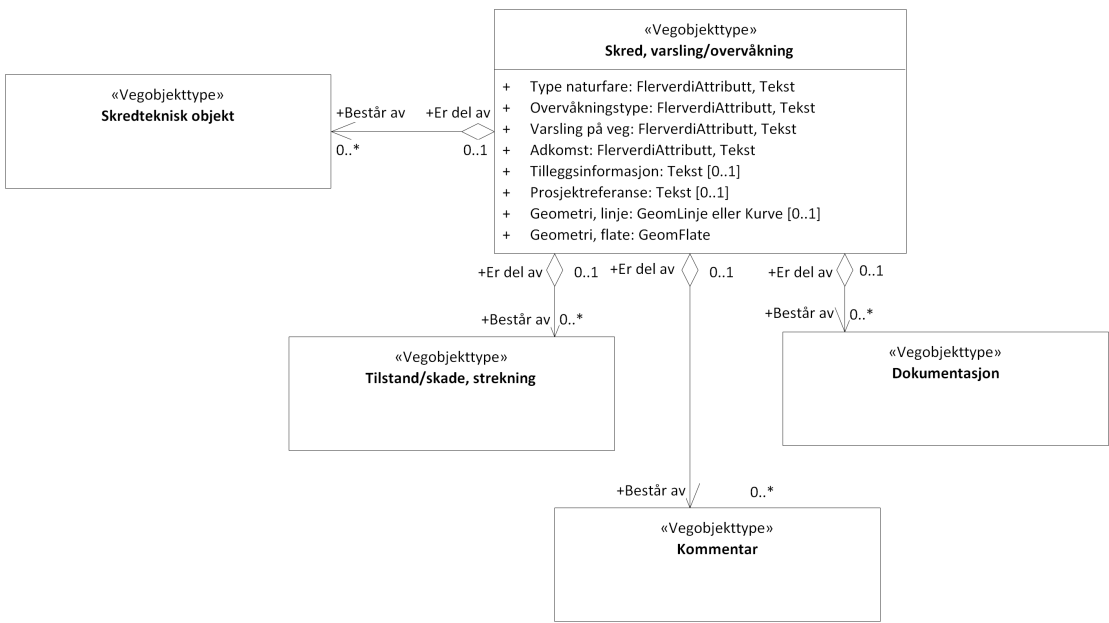 «Vegobjekttype»
Skred, varsling/overvåkning
+ Type naturfare: FlerverdiAttributt, Tekst
+ Overvåkningstype: FlerverdiAttributt, Tekst
+ Varsling på veg: FlerverdiAttributt, Tekst
+ Adkomst: FlerverdiAttributt, Tekst
+ Tilleggsinformasjon: Tekst [0..1]
+ Prosjektreferanse: Tekst [0..1]
+ Geometri, linje: GeomLinje eller Kurve [0..1]
+ Geometri, flate: GeomFlate
«Vegobjekttype»
Skredteknisk objekt
+Består av +Er del av
0..* 0..1
+Er del av 0..1 +Er del av 0..1 +Er del av 0..1
+Består av 0..* +Består av 0..*
«Vegobjekttype»
Tilstand/skade, strekning
«Vegobjekttype»
Dokumentasjon
+Består av 0..*
«Vegobjekttype»
Kommentar